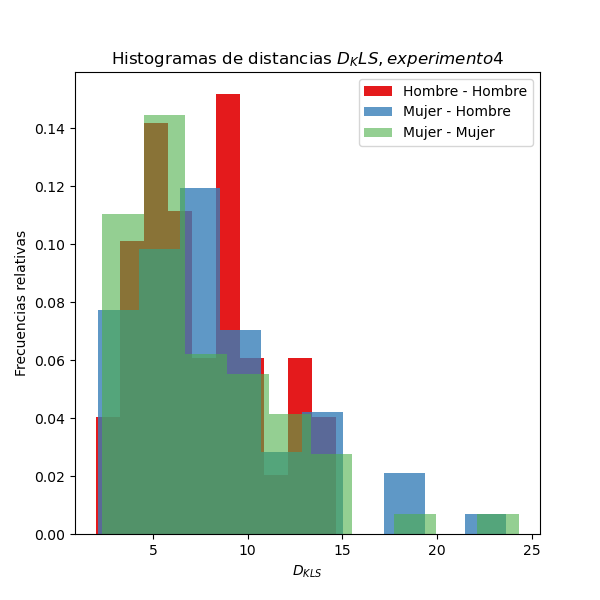 Histogramas de distancias D_KLS, experimento4
Hombre - Hombre
Mujer - Hombre
Mujer - Mujer
Frecuencias relativas
0.14
0.12
0.10
0.08
0.06
0.04
0.02
0.00
5
10
15
20
25
D_{KLS}